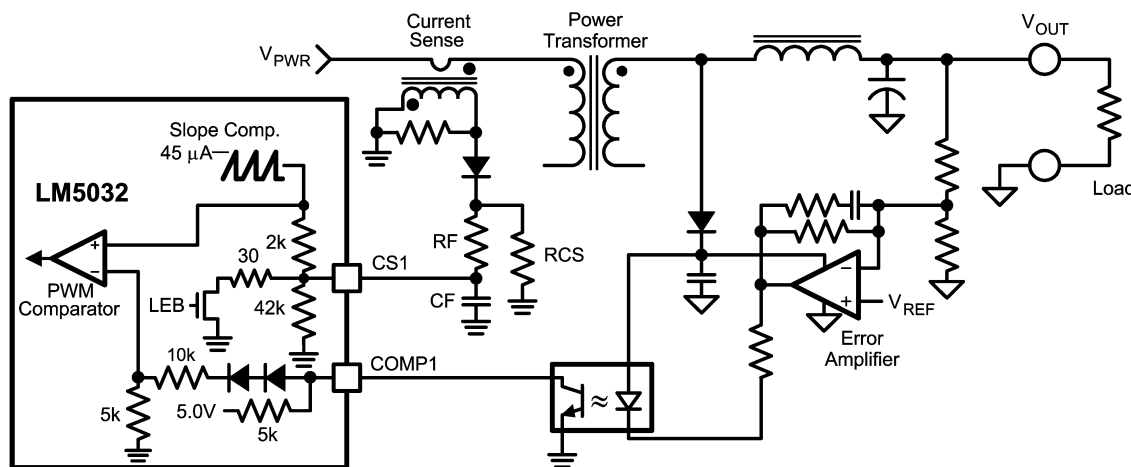 Current
Sense
Power
Transformer
VOUT
VPWR
Slope Comp.
45 μA
LM5032
Load
2k
RF
RCS
30
CS1
+
−
PWM
Comparator
LEB
42k
CF
−
+
VREF
Error
Amplifier
10k
COMP1
5.0V
5k
5k
≈